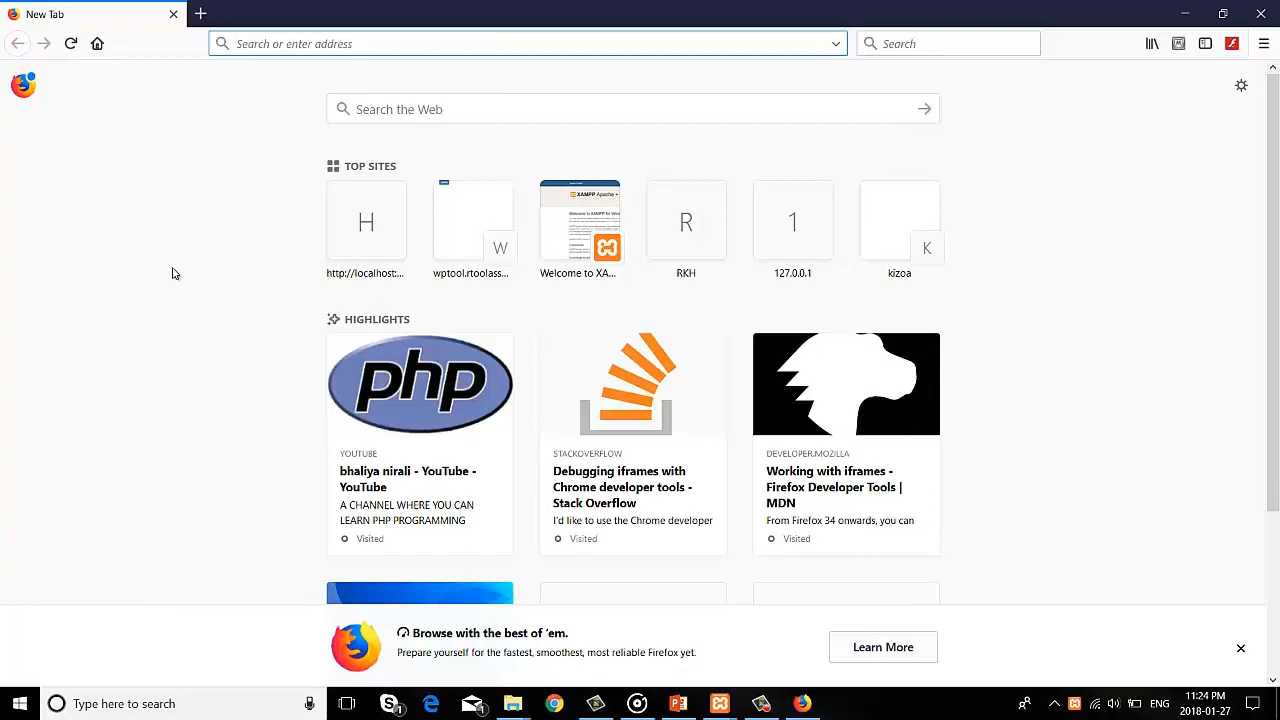 New Tab
Search or enter address
Search
Search the Web
TOP SITES
H
W
XAMPP Apache
R
1
K
http://localhost:...
wptool.rtoolass...
Welcome to XA...
RKH
127.0.0.1
kizoa
HIGHLIGHTS
php
YOUTUBE
bhaliya nirali - YouTube -
YouTube
A CHANNEL WHERE YOU CAN
LEARN PHP PROGRAMMING
Visited
STACKOVERFLOW
Debugging iframes with
Chrome developer tools -
Stack Overflow
I'd like to use the Chrome developer
Visited
DEVELOPER.MOZILLA
Working with iframes -
Firefox Developer Tools |
MDN
From Firefox 34 onwards, you can
Visited
Browse with the best of ’em.
Prepare yourself for the fastest, smoothest, most reliable Firefox yet.
Learn More
Type here to search
ENG
11:24 PM
2018-01-27